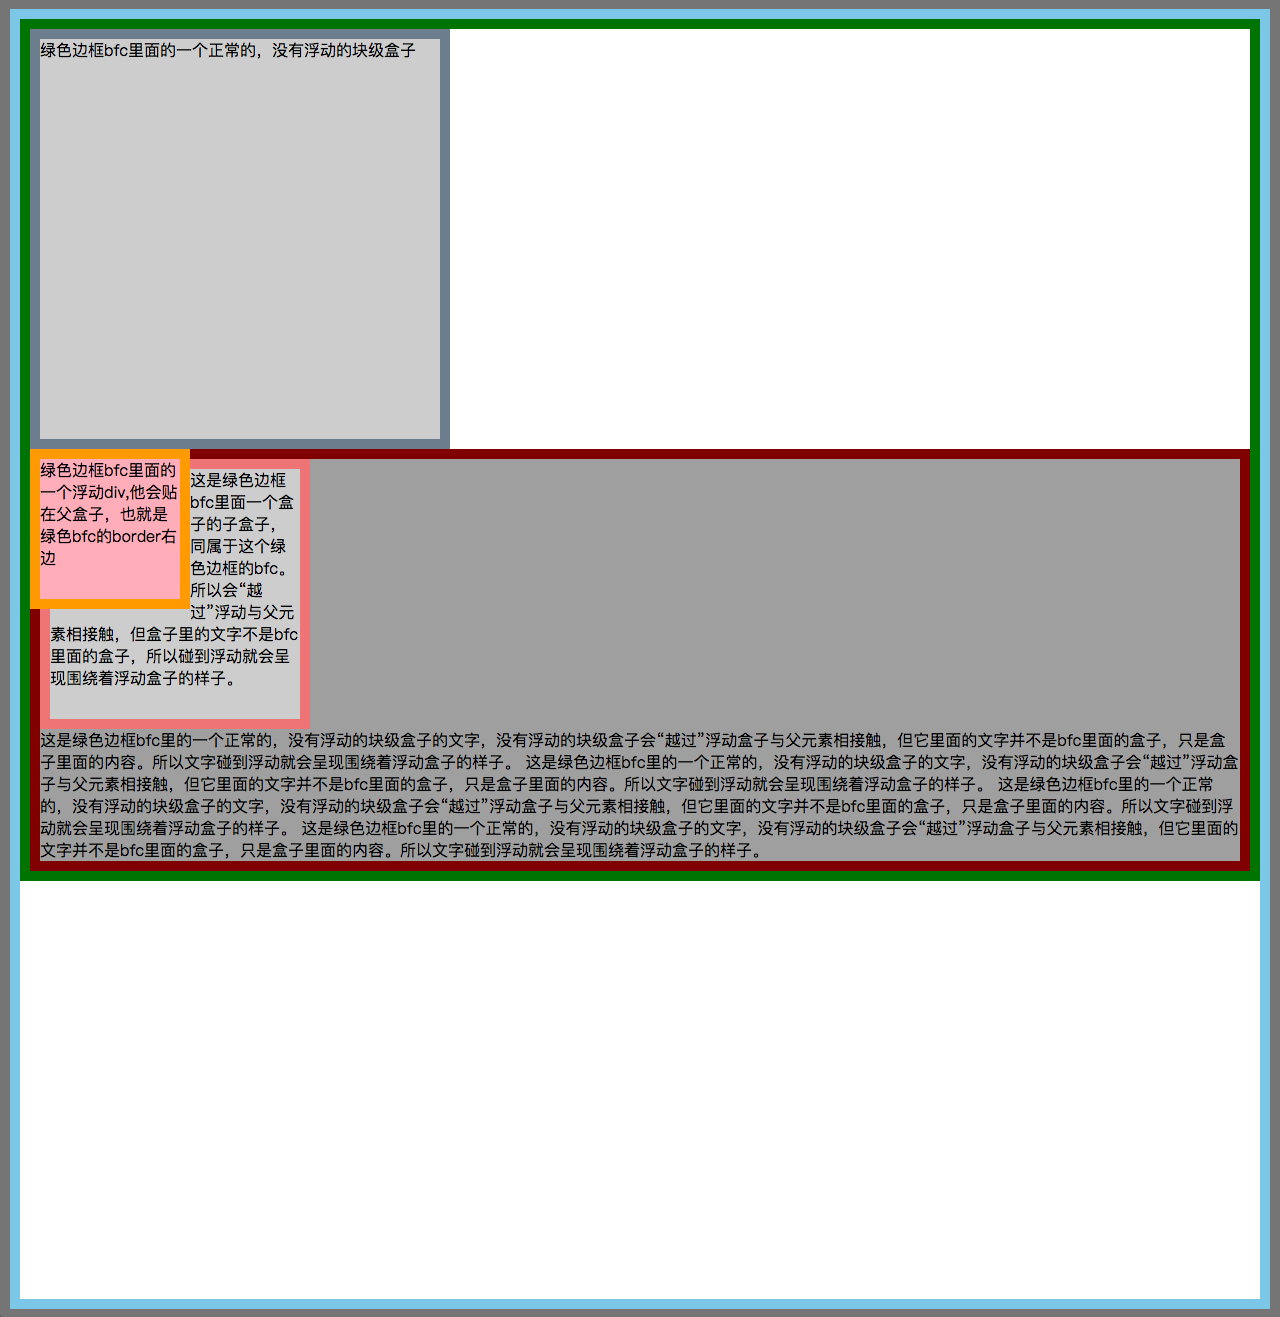 绿色边框bfc里面的一个正常的，没有浮动的块级盒子
绿色边框bfc里面的
一个浮动div,他会贴
在父盒子，也就是
绿色bfc的border右
边
这是绿色边框
bfc里面一个盒
子的子盒子，
同属于这个绿
色边框的bfc。
所以会“越
过”浮动与父元
素相接触，但盒子里的文字不是bfc
里面的盒子，所以碰到浮动就会呈
现围绕着浮动盒子的样子。
这是绿色边框bfc里的一个正常的，没有浮动的块级盒子的文字，没有浮动的块级盒子会“越过”浮动盒子与父元素相接触，但它里面的文字并不是bfc里面的盒子，只是盒
子里面的内容。所以文字碰到浮动就会呈现围绕着浮动盒子的样子。 这是绿色边框bfc里的一个正常的，没有浮动的块级盒子的文字，没有浮动的块级盒子会“越过”浮动盒
子与父元素相接触，但它里面的文字并不是bfc里面的盒子，只是盒子里面的内容。所以文字碰到浮动就会呈现围绕着浮动盒子的样子。 这是绿色边框bfc里的一个正常
的，没有浮动的块级盒子的文字，没有浮动的块级盒子会“越过”浮动盒子与父元素相接触，但它里面的文字并不是bfc里面的盒子，只是盒子里面的内容。所以文字碰到浮
动就会呈现围绕着浮动盒子的样子。 这是绿色边框bfc里的一个正常的，没有浮动的块级盒子的文字，没有浮动的块级盒子会“越过”浮动盒子与父元素相接触，但它里面的
文字并不是bfc里面的盒子，只是盒子里面的内容。所以文字碰到浮动就会呈现围绕着浮动盒子的样子。